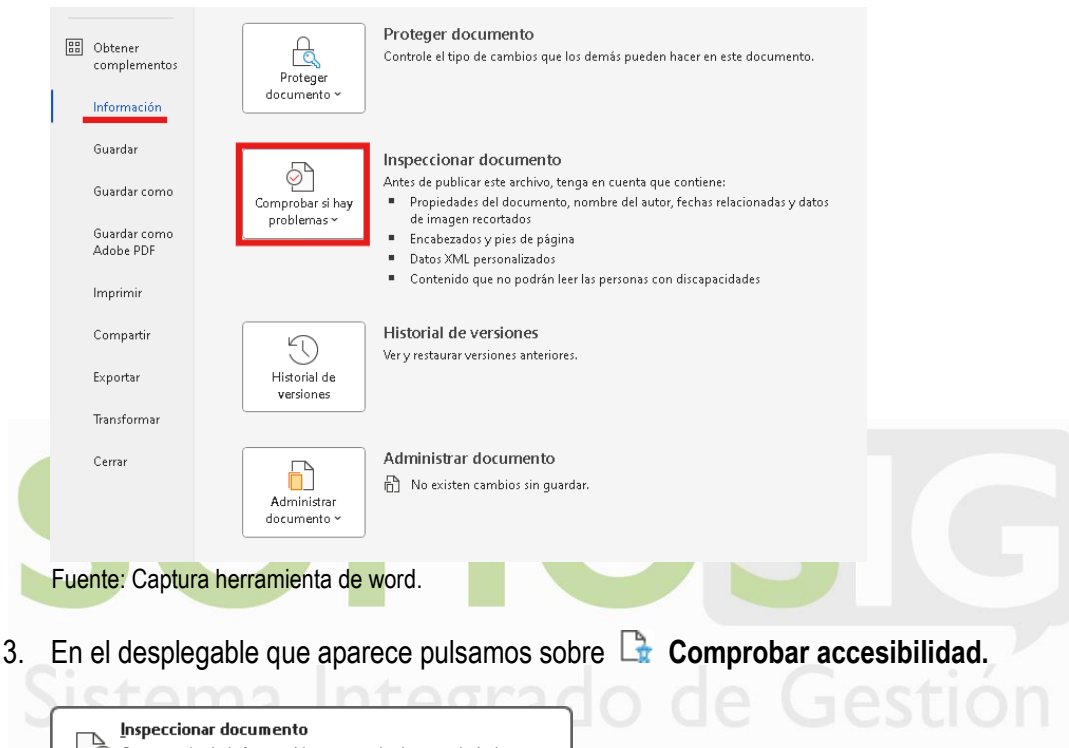 Obtener
complementos
Información
Guardar
Guardar como
Guardar como
Adobe PDF
Imprimir
Compartir
Exportar
Transformar
Cerrar
Proteger
documento
Proteger documento
Controle el tipo de cambios que los demás pueden hacer en este documento.
Comprobar si hay
problemas
Inspeccionar documento
Antes de publicar este archivo, tenga en cuenta que contiene:
Propiedades del documento, nombre del autor, fechas relacionadas y datos
de imagen recortados
Encabezados y pies de página
Datos XML personalizados
Contenido que no podrán leer las personas con discapacidades
Historial de
versiones
Historial de versiones
Ver y restaurar versiones anteriores.
Administrar
documento
Administrar documento
No existen cambios sin guardar.
Fuente: Captura herramienta de word.
3. En el desplegable que aparece pulsamos sobre Comprobar accesibilidad.
Sistema Integrado de Gestión
Inspeccionar documento